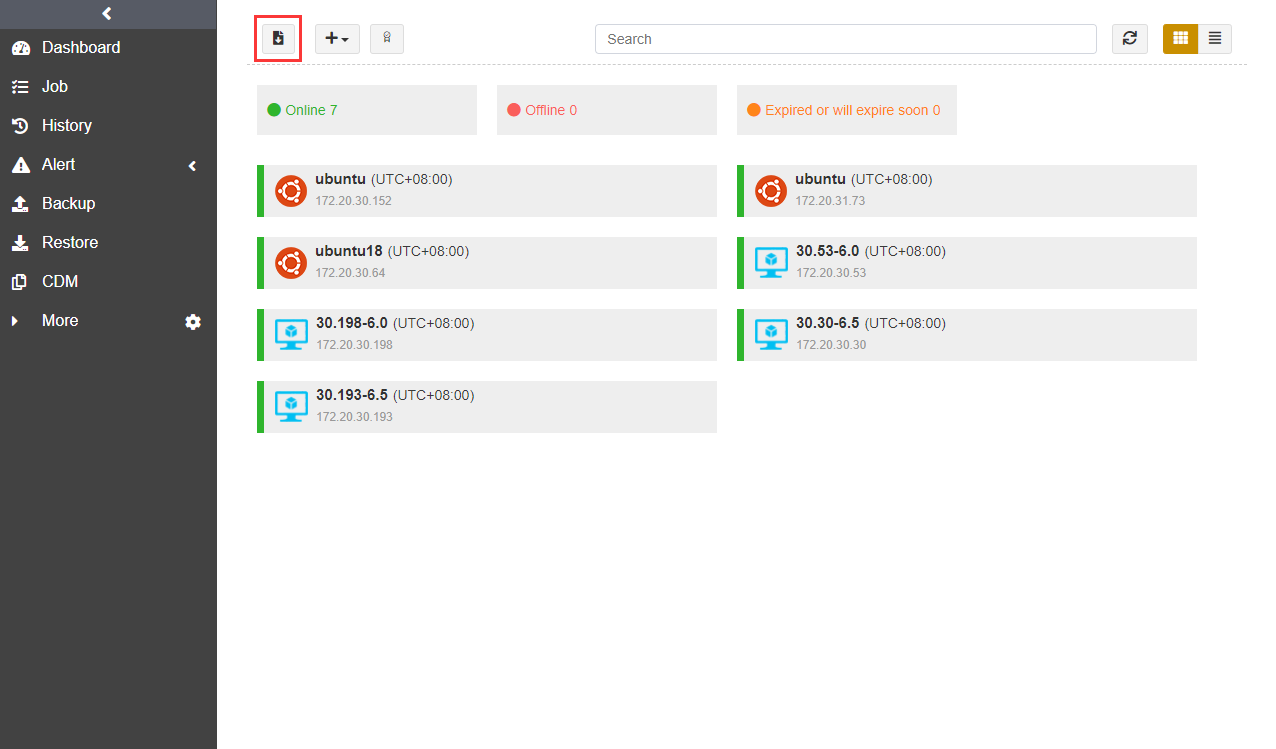 Dashboard
Job
History
Alert
Backup
Restore
CDM
More
Search
Online 7
Offline 0
Expired or will expire soon 0
ubuntu (UTC+08:00)
172.20.30.152
ubuntu (UTC+08:00)
172.20.31.73
ubuntu18 (UTC+08:00)
172.20.30.64
30.53-6.0 (UTC+08:00)
172.20.30.53
30.198-6.0 (UTC+08:00)
172.20.30.198
30.30-6.5 (UTC+08:00)
172.20.30.30
30.193-6.5 (UTC+08:00)
172.20.30.193